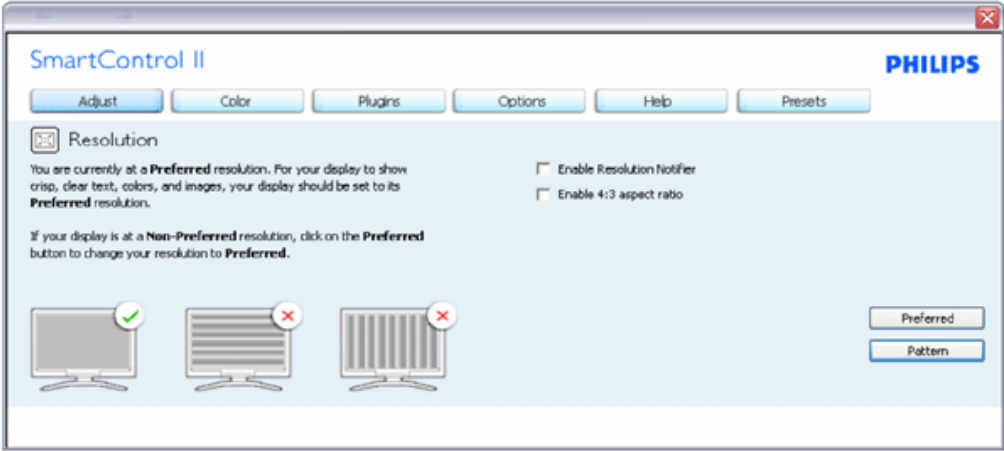 SmartControl II
PHILIPS
Adjust Color Plugins Options Help Presets
Resolution
You are currently at a Preferred resolution. For your display to show
crisp, clear text, colors, and images, your display should be set to its
Preferred resolution.
If your display is at a Non-Preferred resolution, click on the Preferred
button to change your resolution to Preferred.
Enable Resolution Notifier
Enable 4:3 aspect ratio
Preferred
Pattern